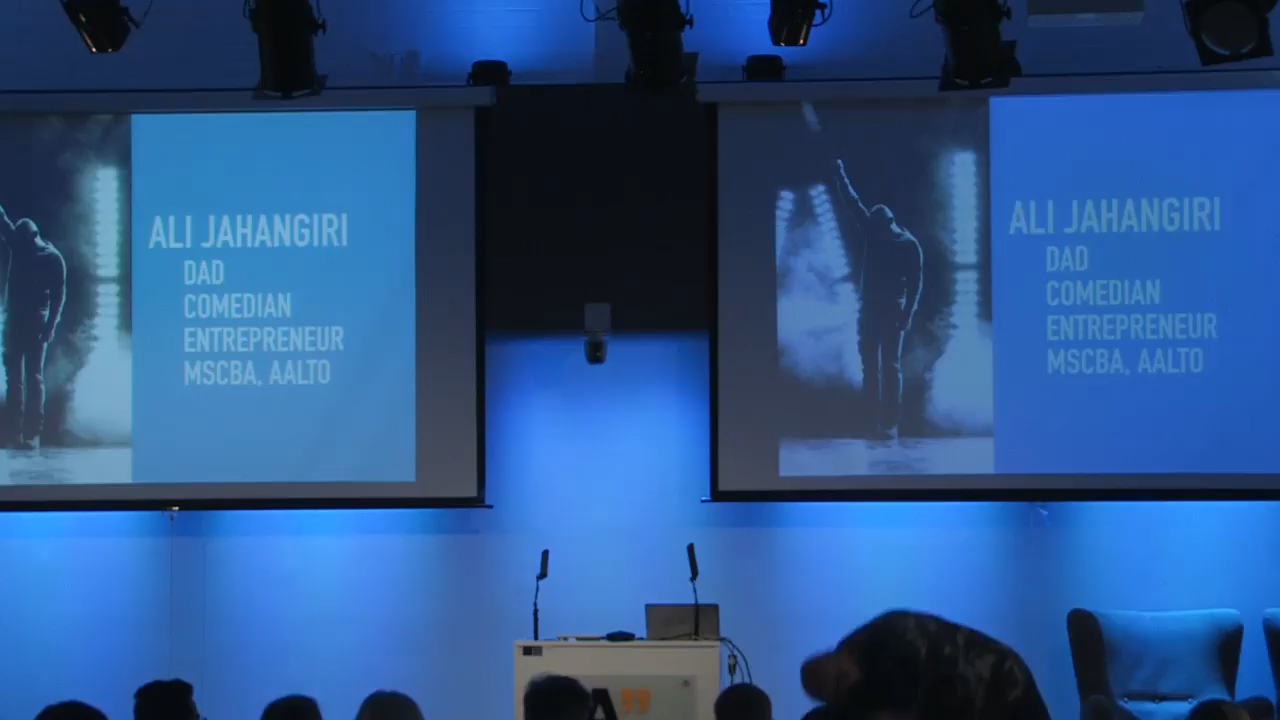 ALI JAHANGIRI
DAD
COMEDIAN
ENTREPRENEUR
MSCBA, AALTO
ALI JAHANGIRI
DAD
COMEDIAN
ENTREPRENEUR
MSCBA, AALTO
A”